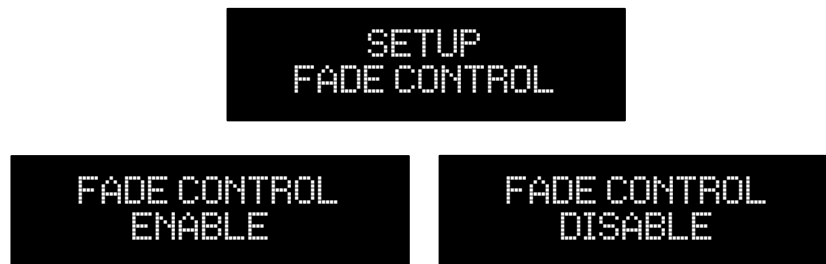 SETUP
FADE CONTROL
FADE CONTROL
ENABLE
FADE CONTROL
DISABLE